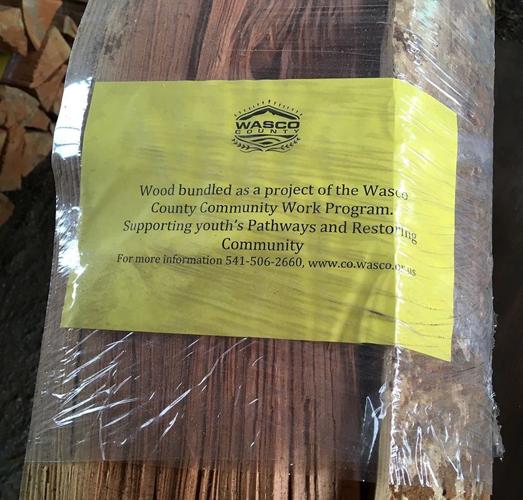 WASCO
COUNTY
Wood bundled as a project of the Wasco
County Community Work Program.
Supporting youth's Pathways and Restoring
Community
For more information 541-506-2660, www.co.wasco.or.us